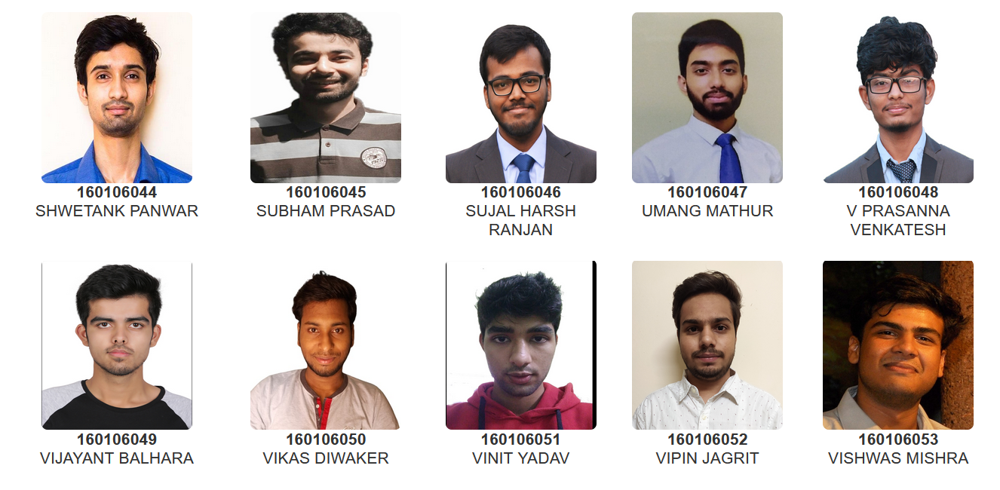 160106044
SHWETANK PANWAR
160106045
SUBHAM PRASAD
160106046
SUJAL HARSH
RANJAN
160106047
UMANG MATHUR
160106048
V PRASANNA
VENKATESH
160106049
VIJAYANT BALHARA
160106050
VIKAS DIWAKER
160106051
VINIT YADAV
160106052
VIPIN JAGRIT
160106053
VISHWAS MISHRA